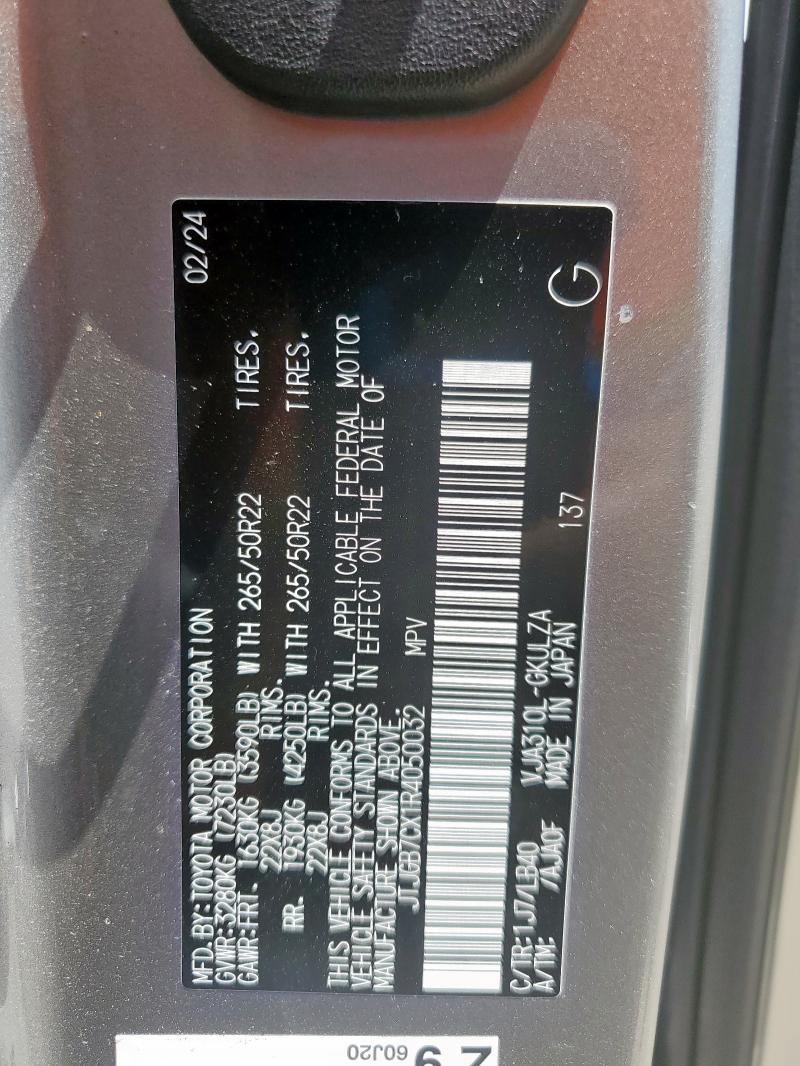 MFD.BY:TOYOTA MOTOR CORPORATION 02/24
GVWR:3280KG (7230LB)
GAWR:FRT. 1630KG (3590LB) WITH 265/50R22 TIRES.
22X8J RIMS.
RR. 1930KG (4250LB) WITH 265/50R22 TIRES.
22X8J RIMS.
THIS VEHICLE CONFORMS TO ALL APPLICABLE FEDERAL MOTOR
VEHICLE SAFETY STANDARDS IN EFFECT ON THE DATE OF
MANUFACTURE SHOWN ABOVE.
JTJGB7CX1R4050032 MPV
C/TR:1J7/LB40 VJA310L-GKULZA 137 G
A/TM: /AJA0F MADE IN JAPAN
60J20